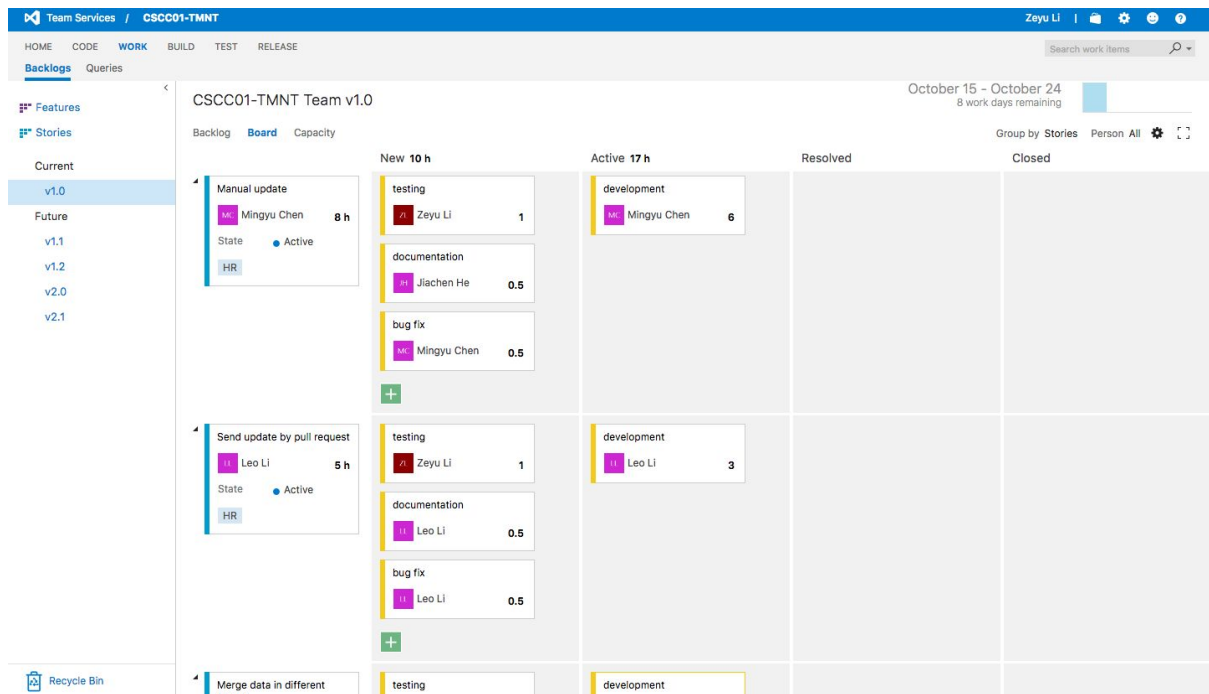 Team Services / CSCC01-TMNT Zeyu Li |
HOME CODE WORK BUILD TEST RELEASE Search work items
Backlogs Queries
Features
Stories
Current
v1.0
Future
v1.1
v1.2
v2.0
v2.1
Recycle Bin
CSCC01-TMNT Team v1.0
October 15 - October 24
8 work days remaining
Backlog Board Capacity
Group by Stories Person All
New 10 h Active 17 h Resolved Closed
Manual update
MC Mingyu Chen 8 h
State Active
HR
testing
ZL Zeyu Li 1
documentation
JH Jiachen He 0.5
bug fix
MC Mingyu Chen 0.5
development
MC Mingyu Chen 6
Send update by pull request
LL Leo Li 5 h
State Active
HR
testing
ZL Zeyu Li 1
documentation
LL Leo Li 0.5
bug fix
LL Leo Li 0.5
development
LL Leo Li 3
Merge data in different
testing
development